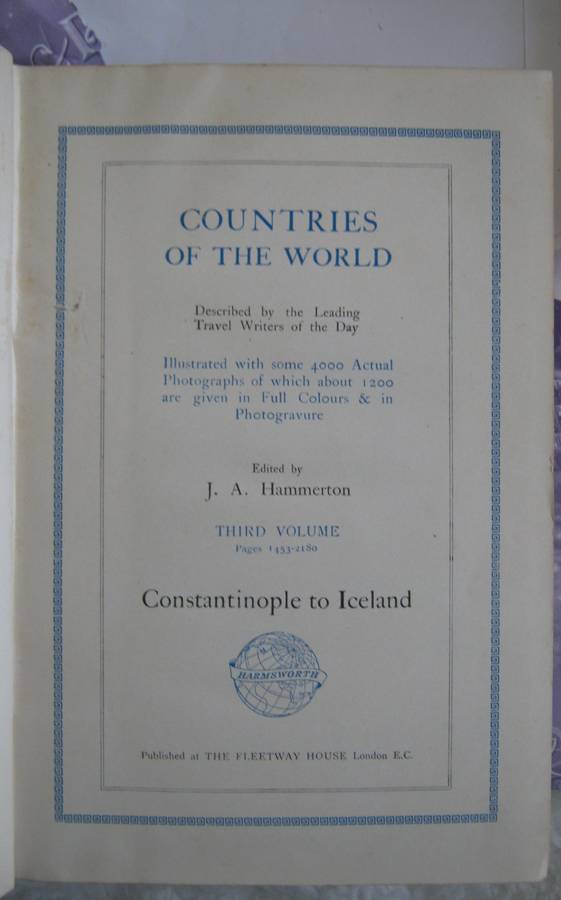 COUNTRIES
OF THE WORLD
Described by the Leading
Travel Writers of the Day
Illustrated with some 4000 Actual
Photographs of which about 1200
are given in Full Colours & in
Photogravure
Edited by
J. A. Hammerton
THIRD VOLUME
Pages 1453-2180
Constantinople to Iceland
HARMSWORTH
Published at THE FLEETWAY HOUSE London E.C.